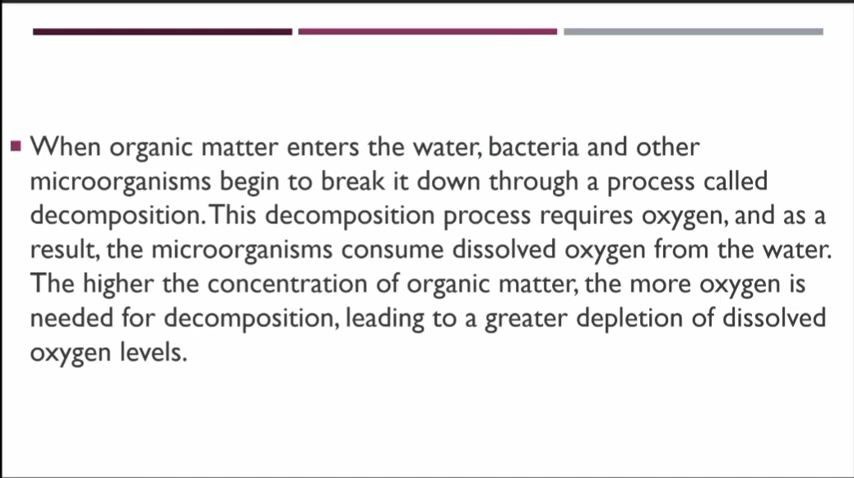 When organic matter enters the water, bacteria and other
microorganisms begin to break it down through a process called
decomposition. This decomposition process requires oxygen, and as a
result, the microorganisms consume dissolved oxygen from the water.
The higher the concentration of organic matter, the more oxygen is
needed for decomposition, leading to a greater depletion of dissolved
oxygen levels.